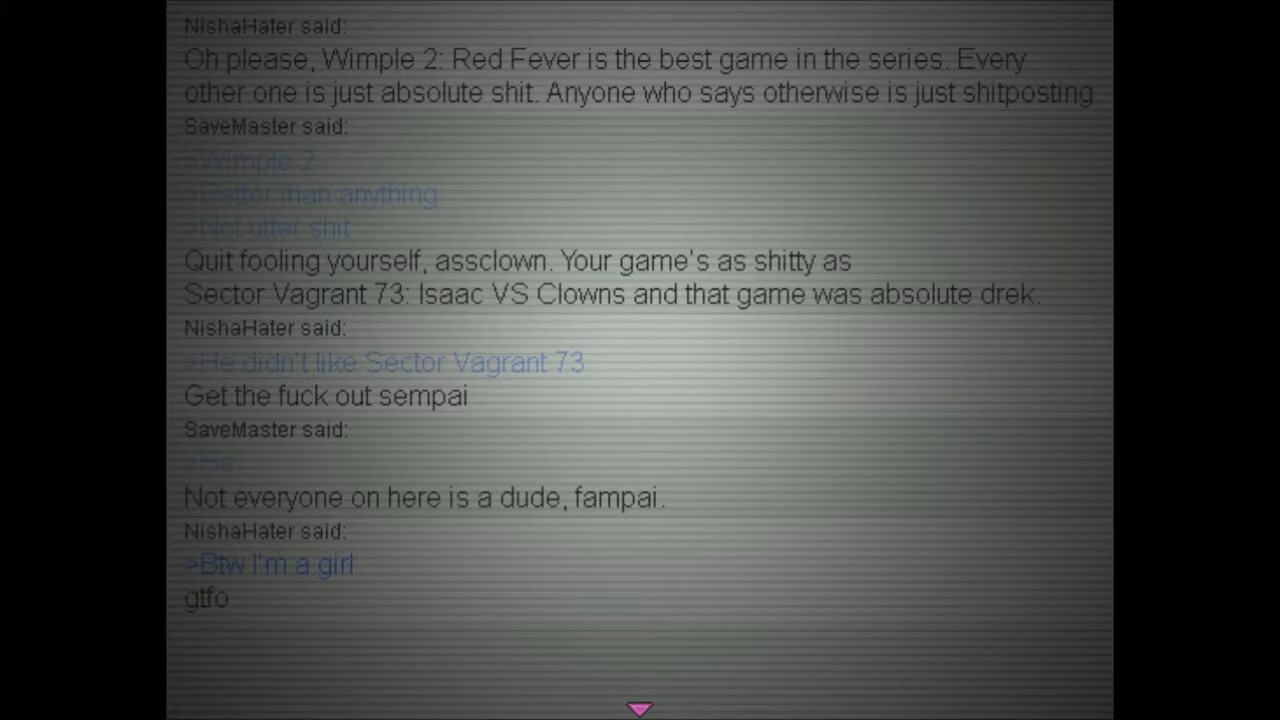 NishaHater said:
Oh please, Wimple 2: Red Fever is the best game in the series. Every
other one is just absolute shit. Anyone who says otherwise is just shitposting.
SaveMaster said:
>Wimple 2
>Better than anything
>Not utter shit
Quit fooling yourself, assclown. Your game's as shitty as
Sector Vagrant 73: Isaac VS Clowns and that game was absolute drek.
NishaHater said:
>He didn't like Sector Vagrant 73
Get the fuck out sempai
SaveMaster said:
>He
Not everyone on here is a dude, fampai.
NishaHater said:
>Btw I'm a girl
gtfo